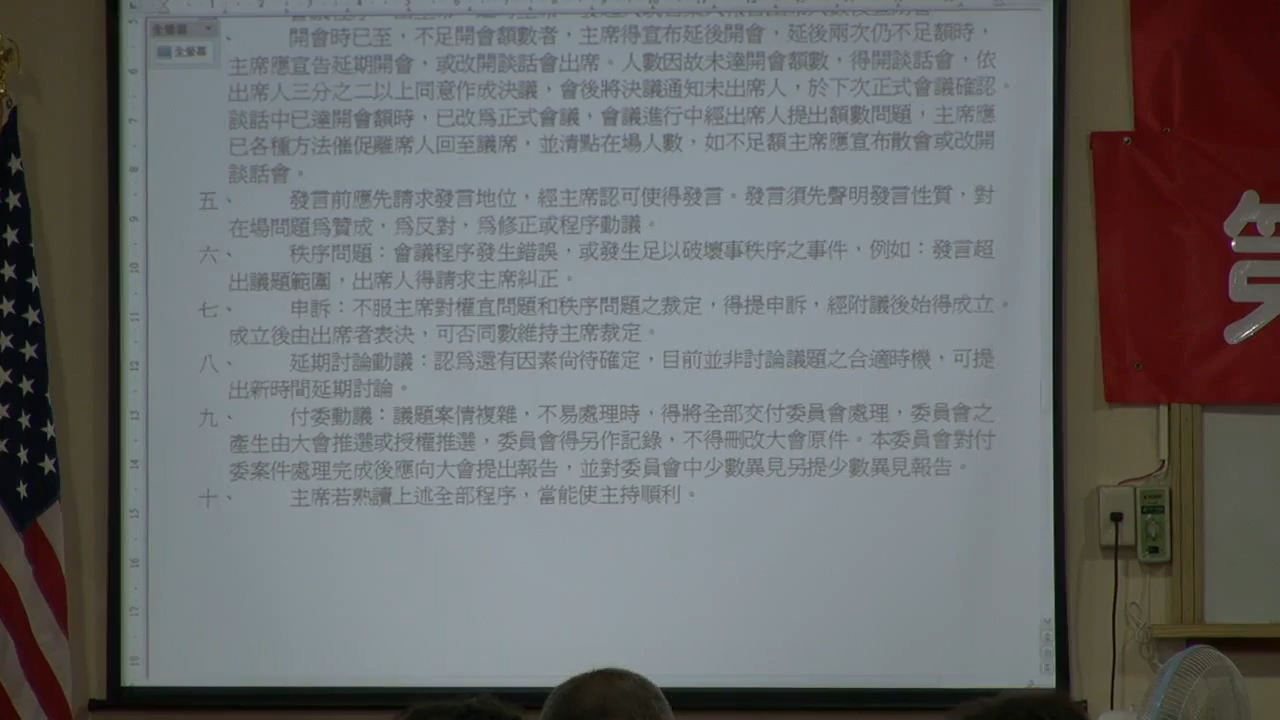 全螢幕
全螢幕
開會時已至，不足開會額數者，主席得宣布延後開會，延後兩次仍不足額時，
主席應宣告延期開會，或改開談話會出席。人數因故未達開會額數，得開談話會，依
出席人三分之二以上同意作成決議，會後將決議通知未出席人，於下次正式會議確認。
談話中已達開會額時，已改爲正式會議，會議進行中經出席人提出額數問題，主席應
已各種方法催促離席人回至議席，並清點在場人數，如不足額主席應宣布散會或改開
談話會。
五、 發言前應先請求發言地位，經主席認可使得發言。發言須先聲明發言性質，對
在場問題爲贊成，爲反對，爲修正或程序動議。
六、 秩序問題：會議程序發生錯誤，或發生足以破壞事秩序之事件，例如：發言超
出議題範圍，出席人得請求主席糾正。
七、 申訴：不服主席對權宜問題和秩序問題之裁定，得提申訴，經附議後始得成立。
成立後由出席者表決，可否同數維持主席裁定。
八、 延期討論動議：認爲還有因素尚待確定，目前並非討論議題之合適時機，可提
出新時間延期討論。
九、 付委動議：議題案情複雜，不易處理時，得將全部交付委員會處理，委員會之
產生由大會推選或授權推選，委員會得另作記錄，不得刪改大會原件。本委員會對付
委案件處理完成後應向大會提出報告，並對委員會中少數異見另提少數異見報告。
十、 主席若熟讀上述全部程序，當能使主持順利。
第